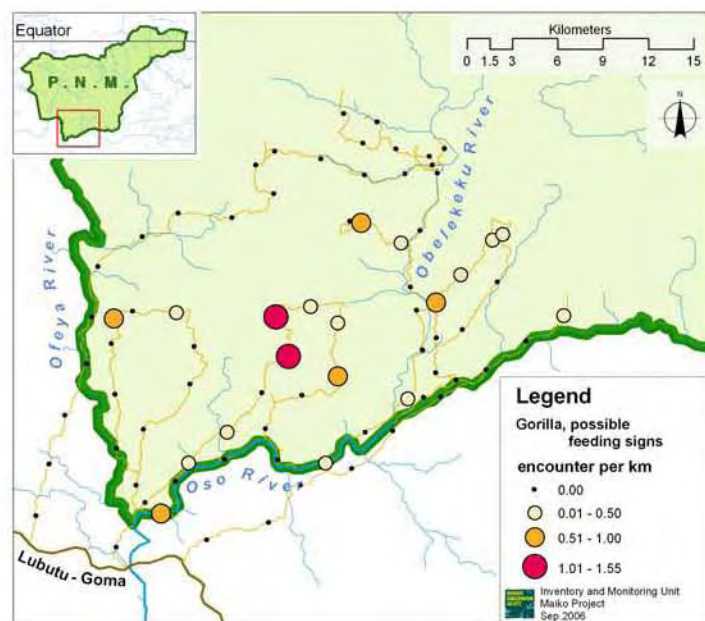 Equator
P. N. M.
Kilometers
0 1.5 3 6 9 12 15
N
Obelekeku River
Ofeya River
Oso River
Lubutu - Goma
Legend
Gorilla, possible
feeding signs
encounter per km
0.00
0.01 - 0.50
0.51 - 1.00
1.01 - 1.55
Inventory and Monitoring Unit
Maiko Project
Sep.2006